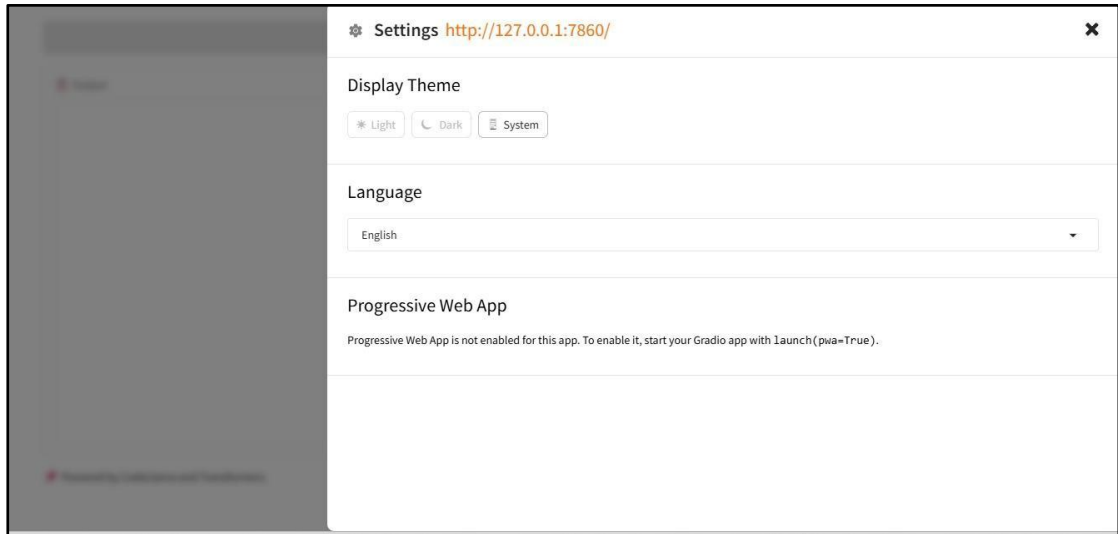 Settings http://127.0.0.1:7860/
Display Theme
Light Dark System
Language
English
Progressive Web App
Progressive Web App is not enabled for this app. To enable it, start your Gradio app with launch(pwa=True).